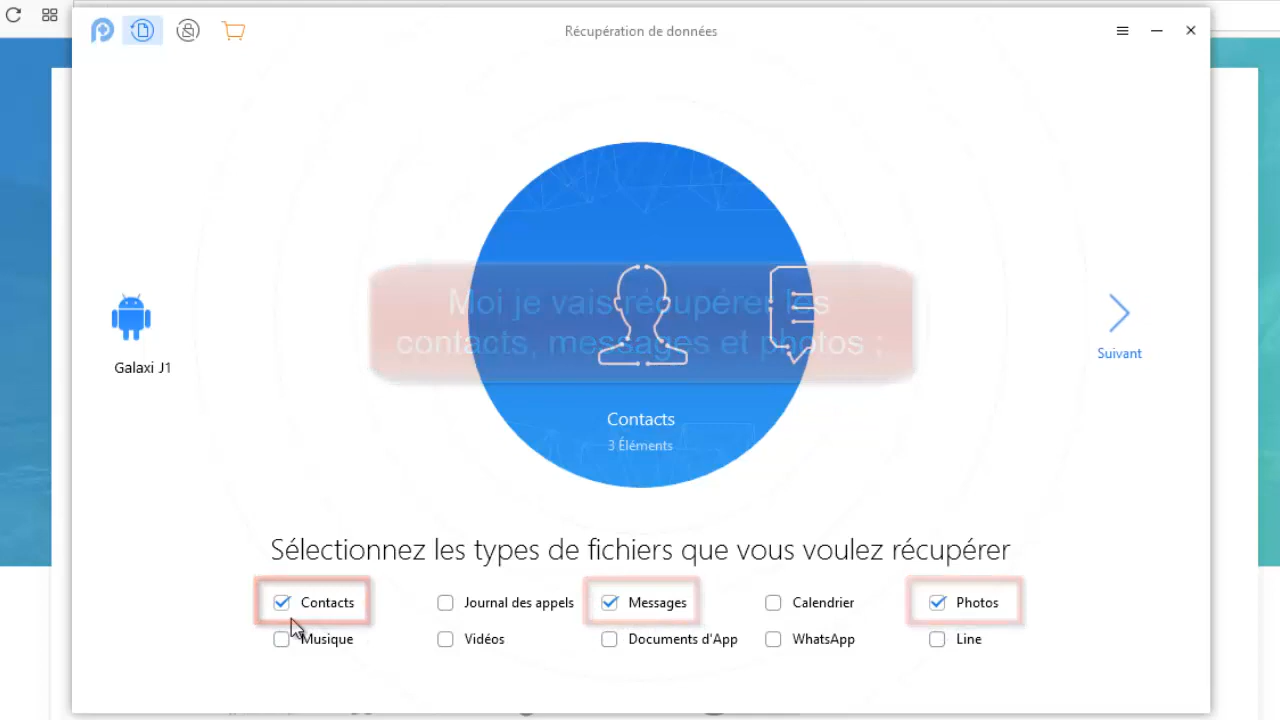 Récupération de données
Moi je vais récupérer les
contacts, messages et photos ;
Galaxi J1
Suivant
Contacts
3 Éléments
Sélectionnez les types de fichiers que vous voulez récupérer
Contacts Journal des appels Messages Calendrier Photos
Musique Vidéos Documents d'App WhatsApp Line